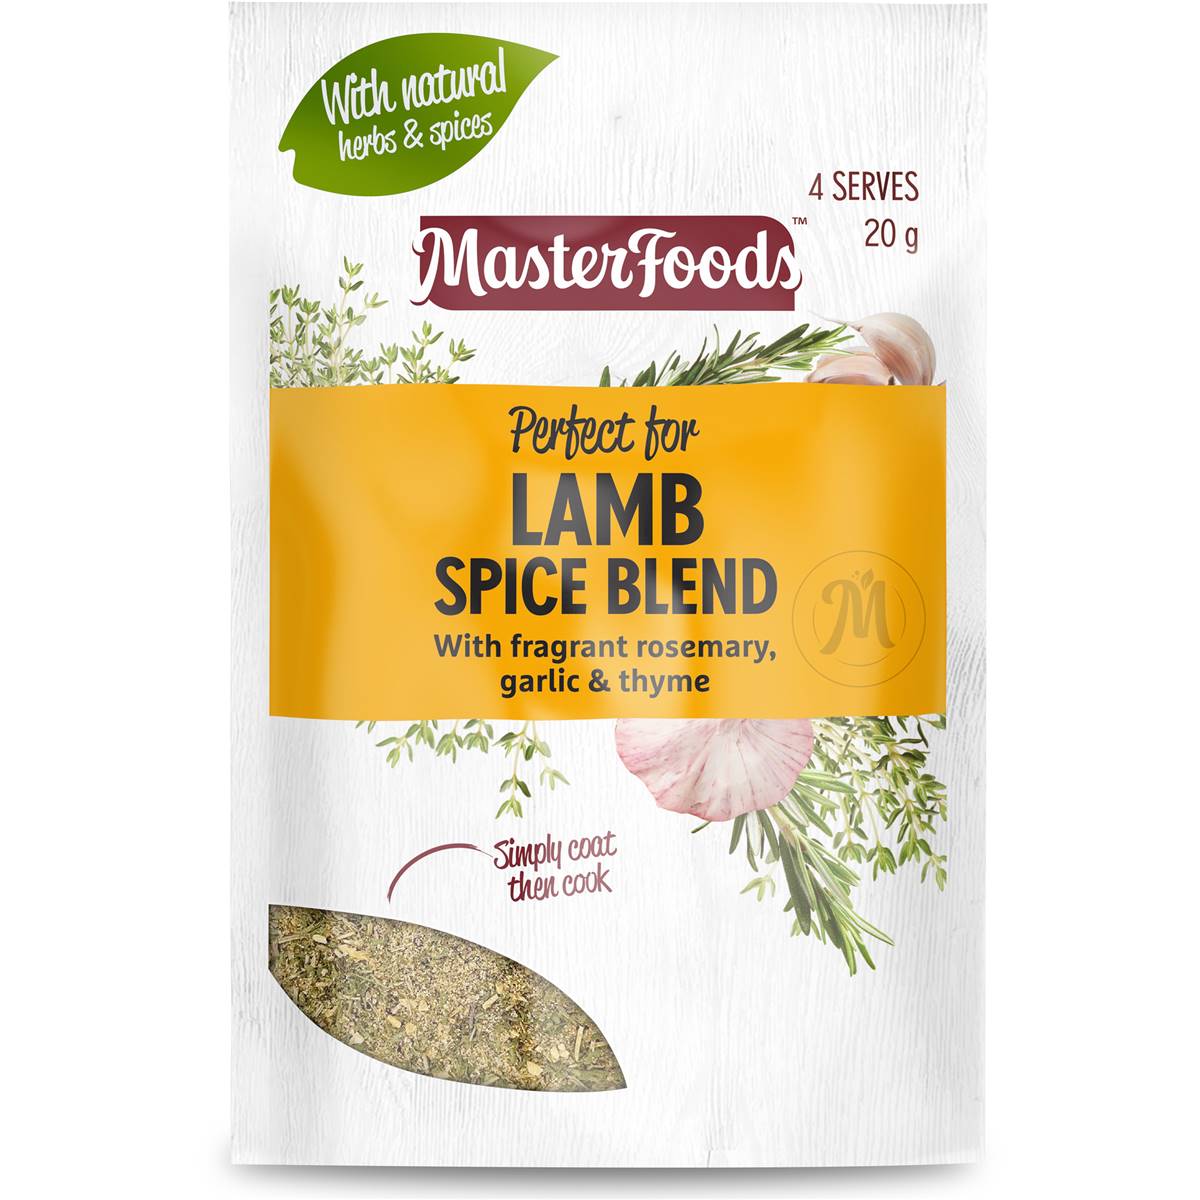 With natural
herbs & spices
4 SERVES
20 g
MasterFoods™
Perfect for
LAMB
SPICE BLEND
With fragrant rosemary,
garlic & thyme
M
Simply coat
then cook